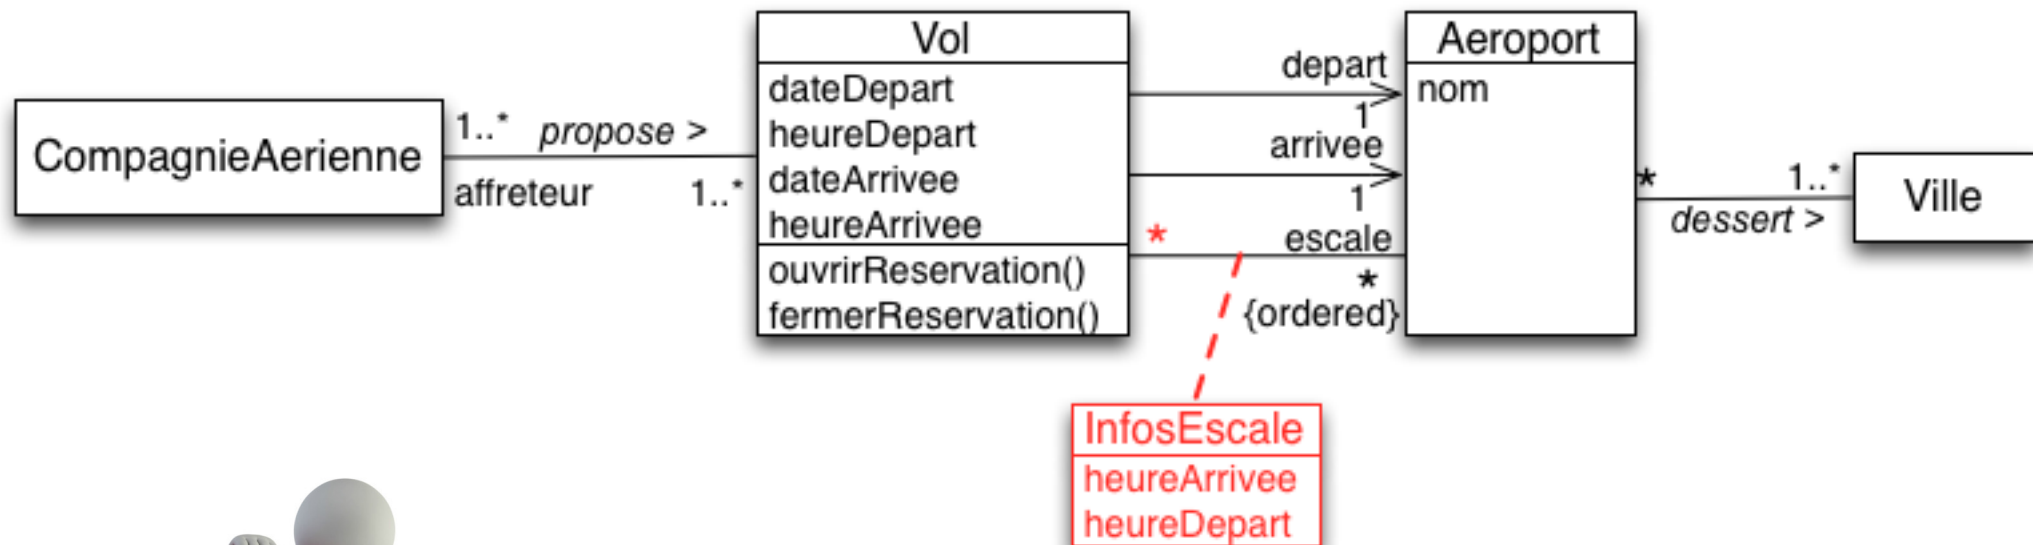 CompagnieAerienne
1..*
propose >
affreteur
1..*
Vol
dateDepart
heureDepart
dateArrivee
heureArrivee
ouvrirReservation()
fermerReservation()
depart
1
arrivee
1
*
escale
*
{ordered}
Aeroport
nom
*
1..*
dessert >
Ville
InfosEscale
heureArrivee
heureDepart